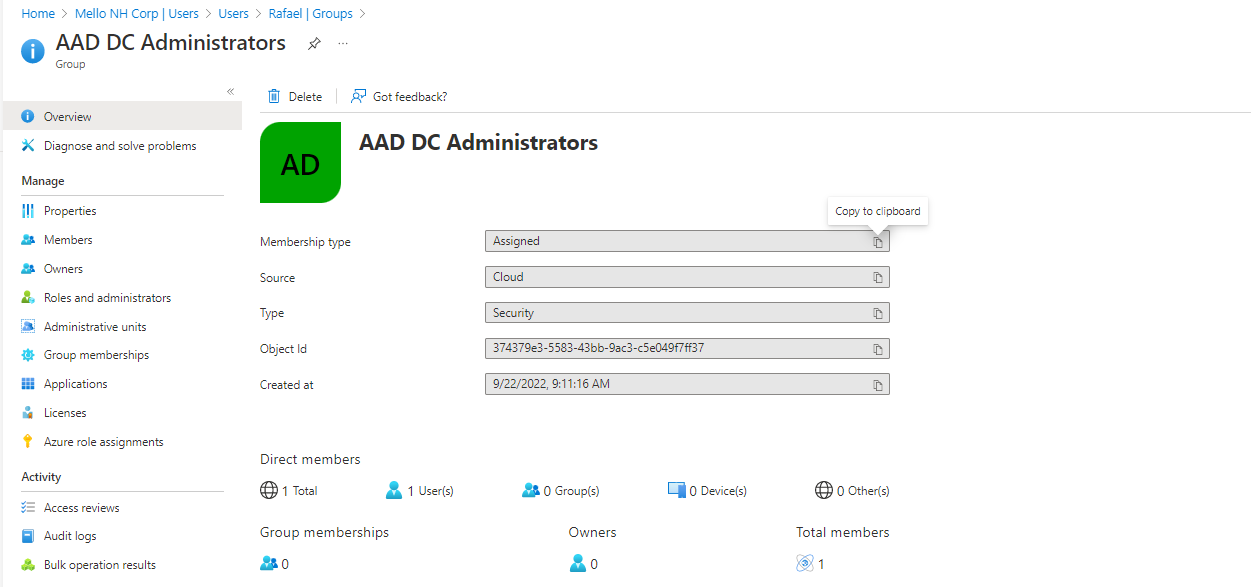 Home > Mello NH Corp | Users > Users > Rafael | Groups >
AAD DC Administrators
Group
Delete
Got feedback?
Overview
Diagnose and solve problems
Manage
Properties
Members
Owners
Roles and administrators
Administrative units
Group memberships
Applications
Licenses
Azure role assignments
Activity
Access reviews
Audit logs
Bulk operation results
AD
AAD DC Administrators
Copy to clipboard
Membership type Assigned
Source Cloud
Type Security
Object Id 374379e3-5583-43bb-9ac3-c5e049f7ff37
Created at 9/22/2022, 9:11:16 AM
Direct members
1 Total 1 User(s) 0 Group(s) 0 Device(s) 0 Other(s)
Group memberships Owners Total members
0 0 1